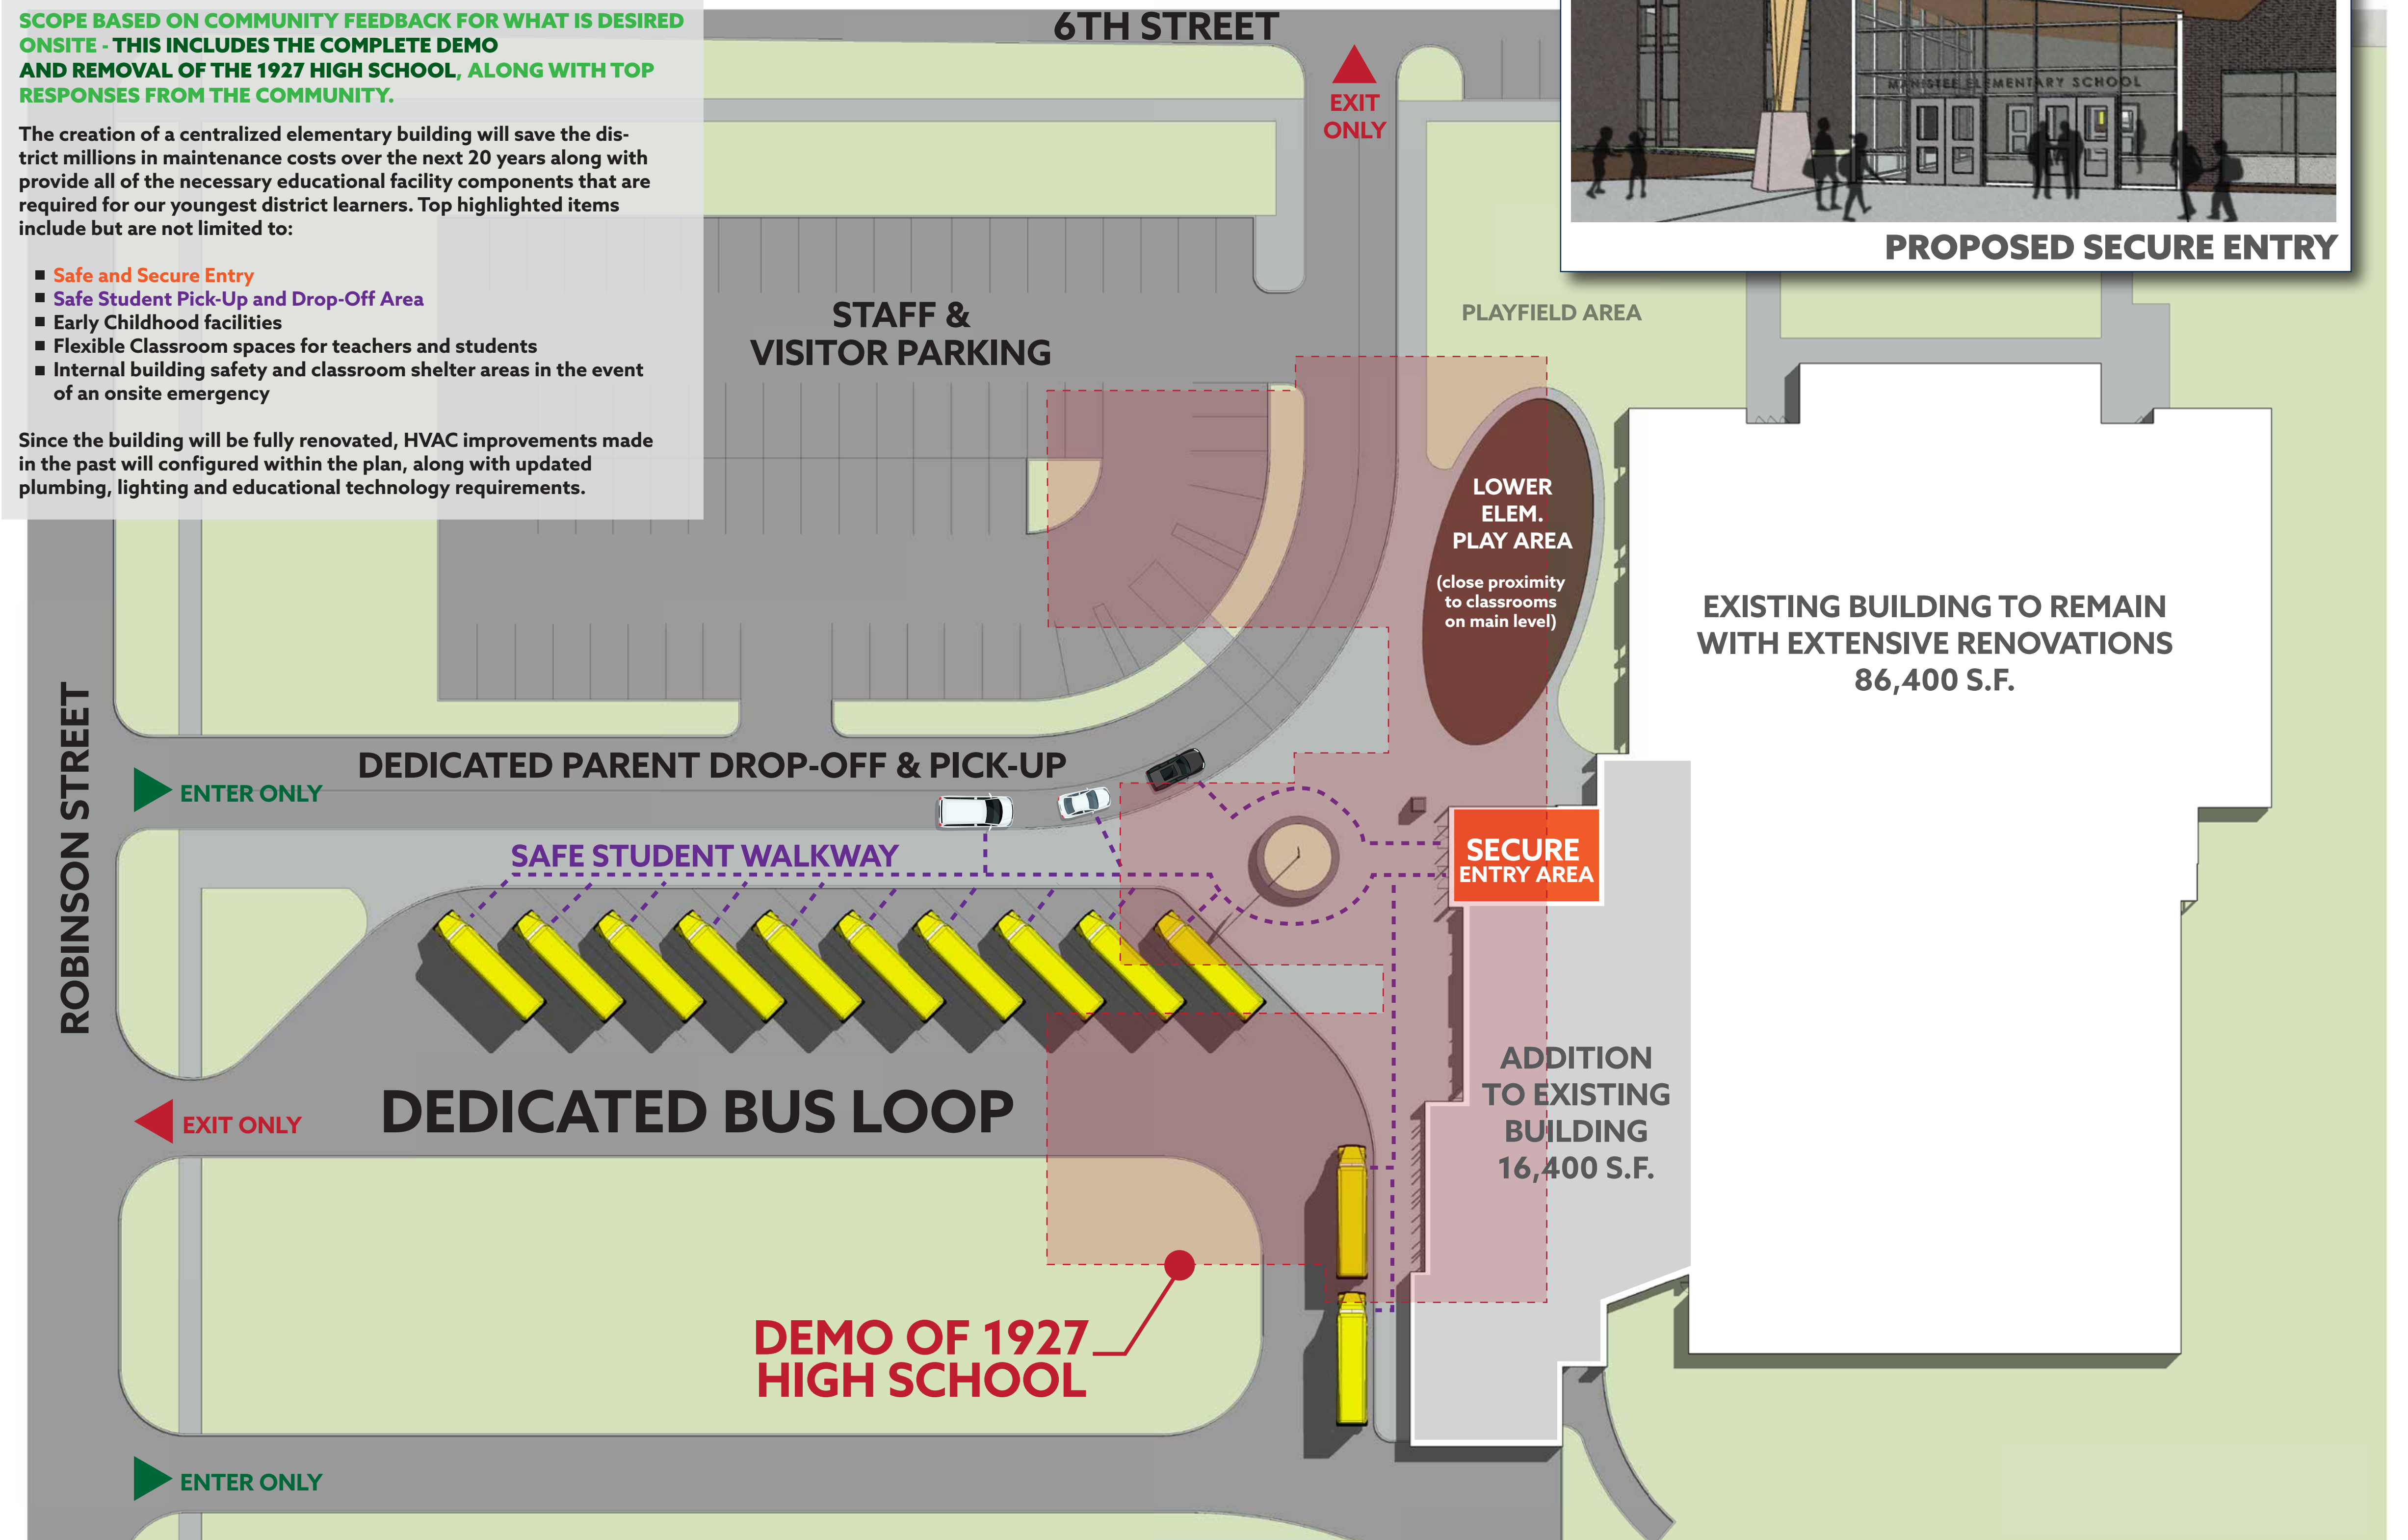 SCOPE BASED ON COMMUNITY FEEDBACK FOR WHAT IS DESIRED
ONSITE - THIS INCLUDES THE COMPLETE DEMO
AND REMOVAL OF THE 1927 HIGH SCHOOL, ALONG WITH TOP
RESPONSES FROM THE COMMUNITY.
The creation of a centralized elementary building will save the dis-
trict millions in maintenance costs over the next 20 years along with
provide all of the necessary educational facility components that are
required for our youngest district learners. Top highlighted items
include but are not limited to:
■ Safe and Secure Entry
■ Safe Student Pick-Up and Drop-Off Area
■ Early Childhood facilities
■ Flexible Classroom spaces for teachers and students
■ Internal building safety and classroom shelter areas in the event
of an onsite emergency
Since the building will be fully renovated, HVAC improvements made
in the past will configured within the plan, along with updated
plumbing, lighting and educational technology requirements.
6TH STREET
EXIT
ONLY
MANISTEE ELEMENTARY SCHOOL
PROPOSED SECURE ENTRY
STAFF &
VISITOR PARKING
PLAYFIELD AREA
LOWER
ELEM.
PLAY AREA
(close proximity
to classrooms
on main level)
EXISTING BUILDING TO REMAIN
WITH EXTENSIVE RENOVATIONS
86,400 S.F.
ROBINSON STREET
DEDICATED PARENT DROP-OFF & PICK-UP
ENTER ONLY
SAFE STUDENT WALKWAY
SECURE
ENTRY AREA
ADDITION
TO EXISTING
BUILDING
16,400 S.F.
DEDICATED BUS LOOP
EXIT ONLY
DEMO OF 1927
HIGH SCHOOL
ENTER ONLY